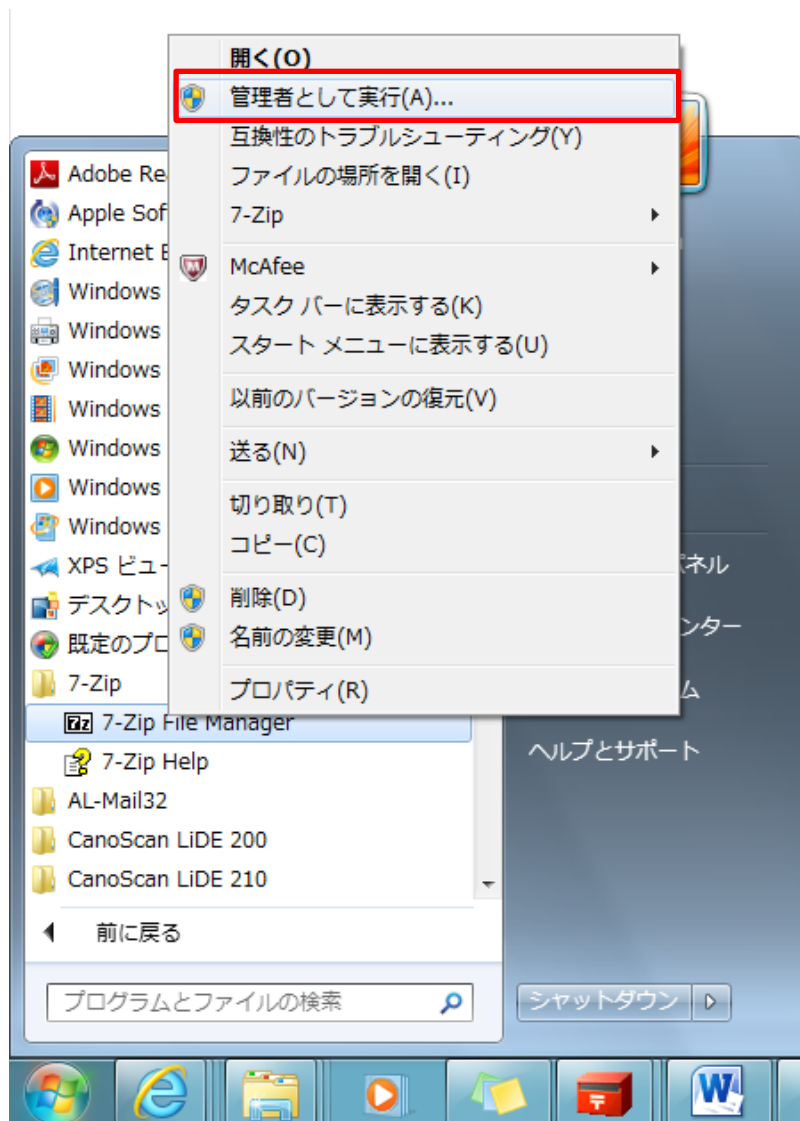 開く(O)
管理者として実行(A)...
互換性のトラブルシューティング(Y)
ファイルの場所を開く(I)
7-Zip
McAfee
タスク バーに表示する(K)
スタート メニューに表示する(U)
以前のバージョンの復元(V)
送る(N)
切り取り(T)
コピー(C)
削除(D)
名前の変更(M)
プロパティ(R)
Adobe Re
Apple Sof
Internet E
Windows
Windows
Windows
Windows
Windows
Windows
Windows
XPS ビュー
デスクトッ
既定のプロ
7-Zip
7-Zip File Manager
7-Zip Help
AL-Mail32
CanoScan LiDE 200
CanoScan LiDE 210
前に戻る
プログラムとファイルの検索
パネル
ンター
ム
ヘルプとサポート
シャットダウン